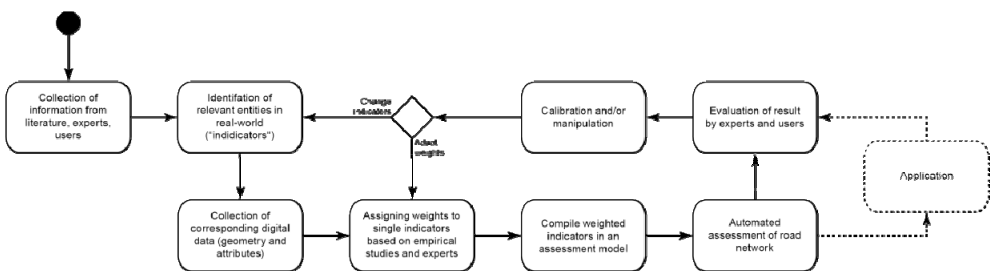 Collection of
information from
literature, experts,
users
Identifation of
relevant entities in
real-world
("indidicators")
Change
indicators
Adjust
weights
Calibration and/or
manipulation
Evaluation of result
by experts and users
Application
Collection of
corresponding digital
data (geometry and
attributes)
Assigning weights to
single indicators
based on empirical
studies and experts
Compile weighted
indicators in an
assessment model
Automated
assessment of road
network